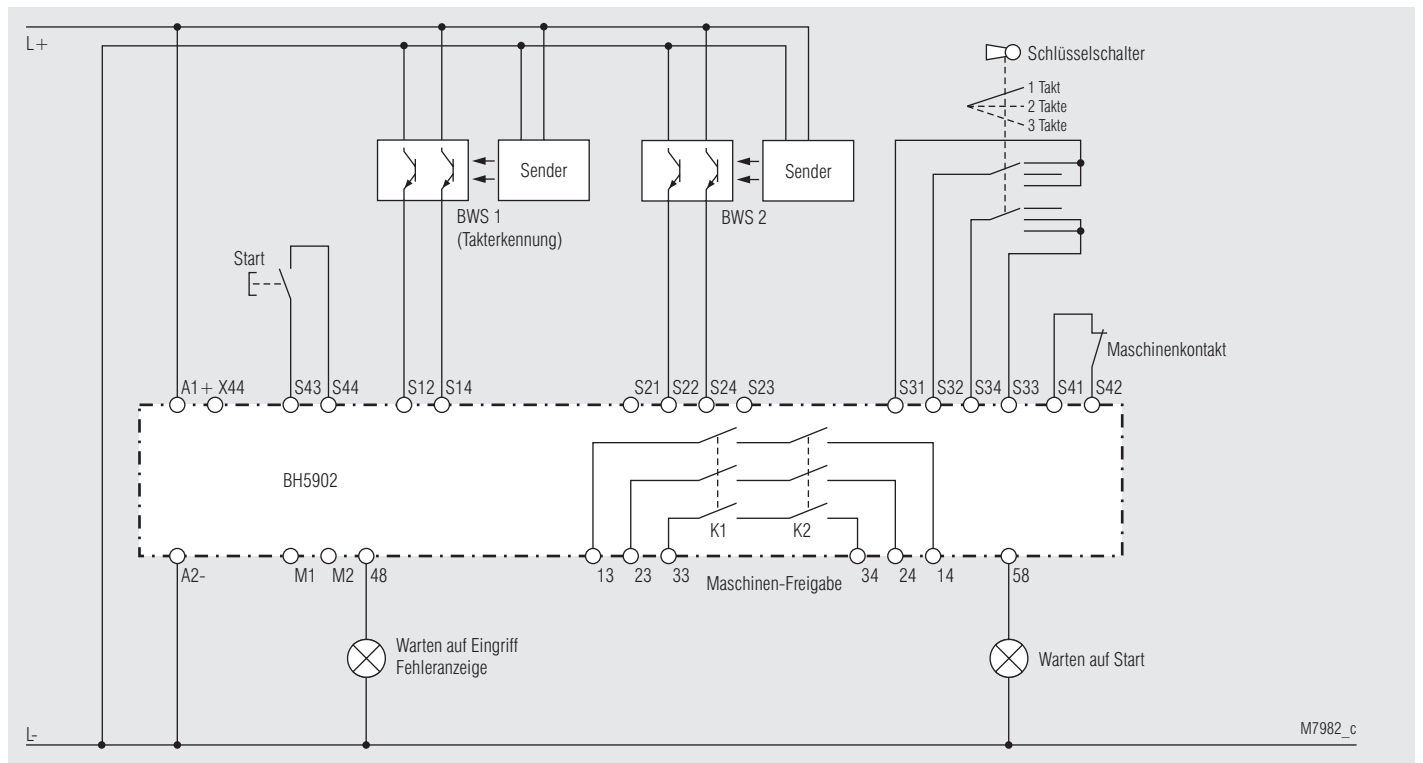 L+
Schlüsselschalter
1 Takt
2 Takte
3 Takte
Sender
Sender
BWS 1
(Takterkennung)
BWS 2
Start
Maschinenkontakt
A1+ X44 S43 S44 S12 S14 S21 S22 S24 S23 S31 S32 S34 S33 S41 S42
BH5902
K1 K2
A2- M1 M2 48 13 23 33 Maschinen-Freigabe 34 24 14 58
Warten auf Eingriff
Fehleranzeige
Warten auf Start
L-
M7982_c